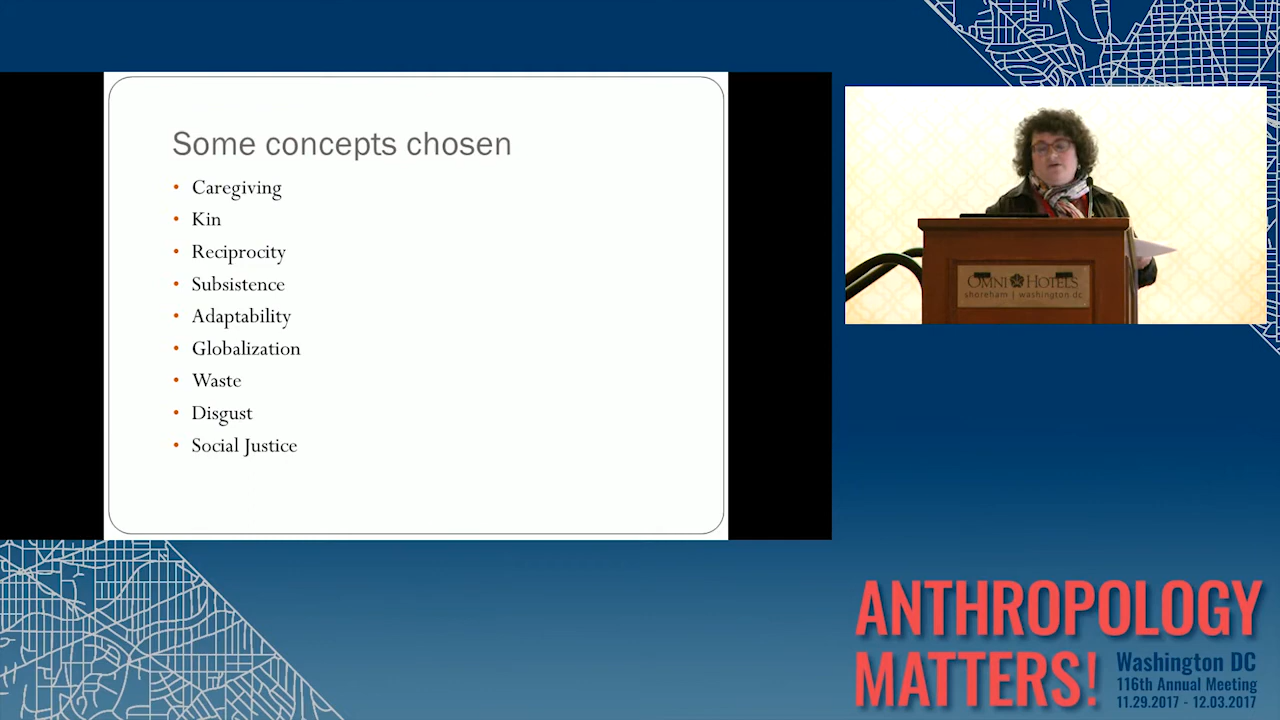 Some concepts chosen
• Caregiving
• Kin
• Reciprocity
• Subsistence
• Adaptability
• Globalization
• Waste
• Disgust
• Social Justice
OMNI HOTELS
shoreham | washington dc
ANTHROPOLOGY
MATTERS!
Washington DC
116th Annual Meeting
11.29.2017 - 12.03.2017